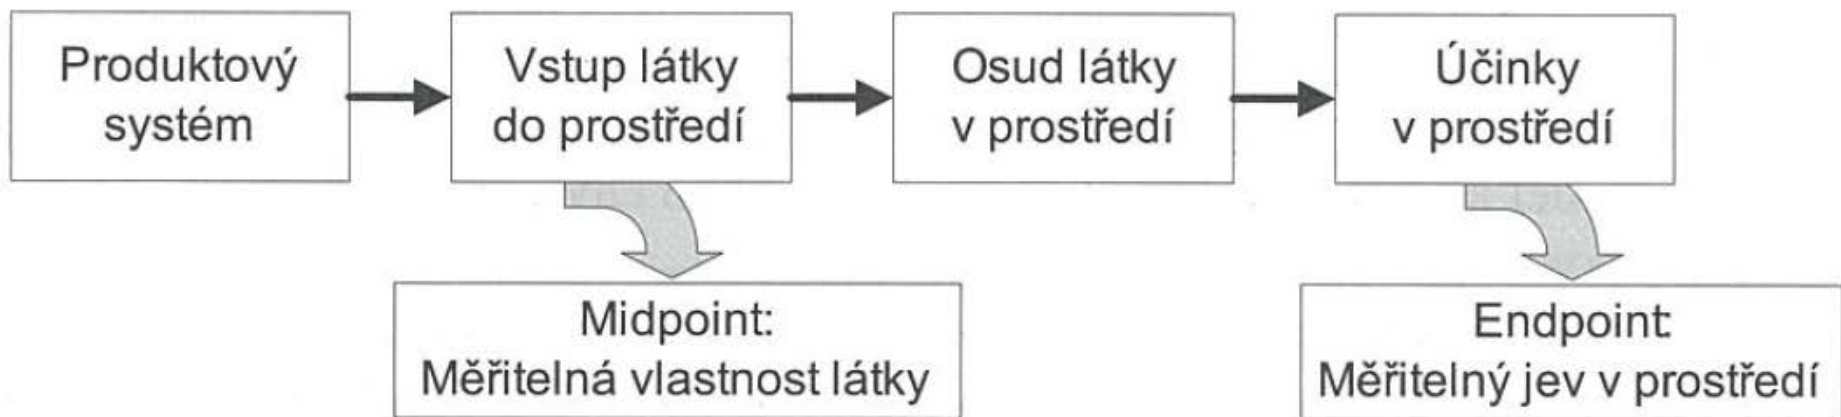 Produktový
systém
Vstup látky
do prostředí
Osud látky
v prostředí
Účinky
v prostředí
Midpoint:
Měřitelná vlastnost látky
Endpoint:
Měřitelný jev v prostředí